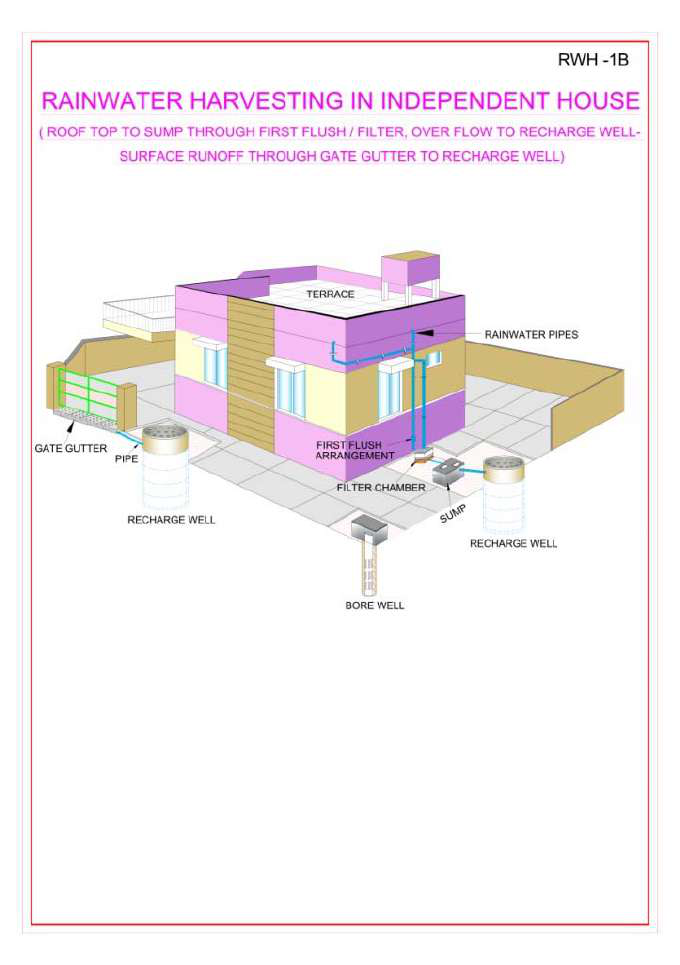 RWH -1B
RAINWATER HARVESTING IN INDEPENDENT HOUSE
( ROOF TOP TO SUMP THROUGH FIRST FLUSH / FILTER, OVER FLOW TO RECHARGE WELL-
SURFACE RUNOFF THROUGH GATE GUTTER TO RECHARGE WELL)
TERRACE
RAINWATER PIPES
GATE GUTTER
PIPE
FIRST FLUSH
ARRANGEMENT
FILTER CHAMBER
SUMP
RECHARGE WELL
RECHARGE WELL
BORE WELL